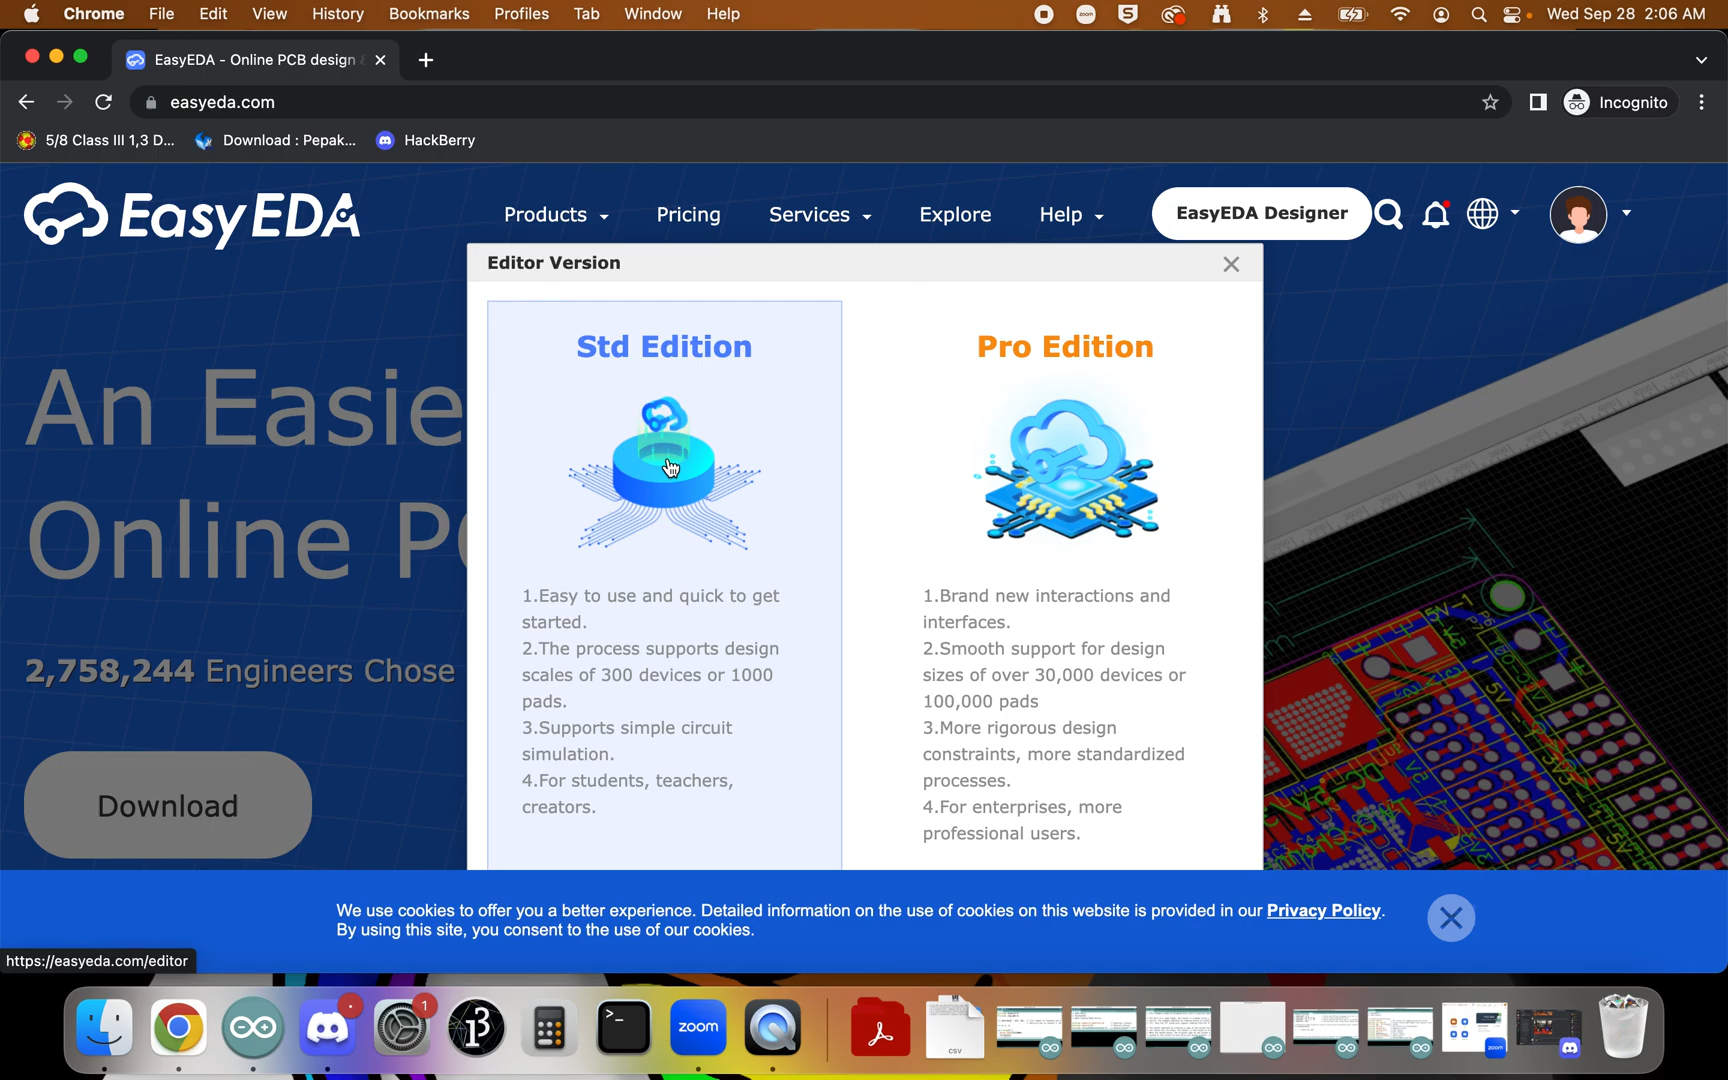 Chrome File Edit View History Bookmarks Profiles Tab Window Help Wed Sep 28 2:06 AM
EasyEDA - Online PCB design
easyeda.com Incognito
5/8 Class III 1,3 D... Download : Pepak... HackBerry
EasyEDA Products Pricing Services Explore Help EasyEDA Designer
Editor Version
Std Edition Pro Edition
An Easie
Online P
1.Easy to use and quick to get
started.
2.The process supports design
scales of 300 devices or 1000
pads.
3.Supports simple circuit
simulation.
4.For students, teachers,
creators.
1.Brand new interactions and
interfaces.
2.Smooth support for design
sizes of over 30,000 devices or
100,000 pads
3.More rigorous design
constraints, more standardized
processes.
4.For enterprises, more
professional users.
2,758,244 Engineers Chose
Download
We use cookies to offer you a better experience. Detailed information on the use of cookies on this website is provided in our Privacy Policy.
By using this site, you consent to the use of our cookies.
https://easyeda.com/editor
1
zoom
CSV